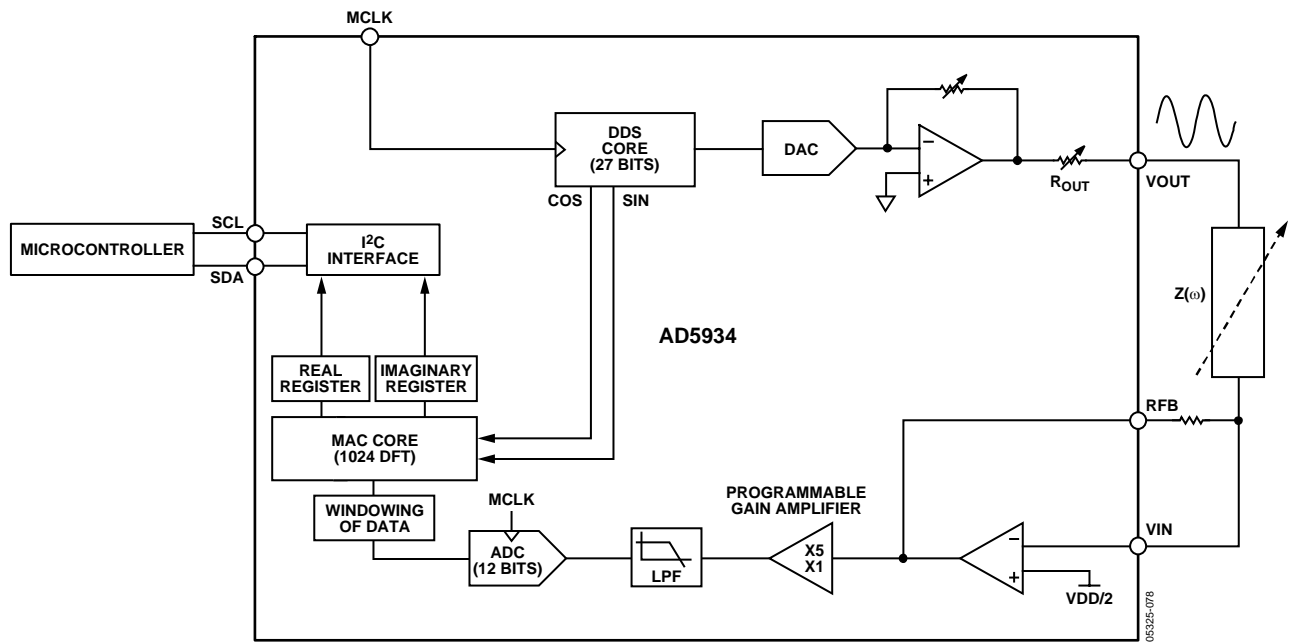 MCLK
DDS
CORE
(27 BITS)
DAC
−
+
ROUT
VOUT
COS
SIN
MICROCONTROLLER
SCL
SDA
I2C
INTERFACE
Z(ω)
AD5934
REAL
REGISTER
IMAGINARY
REGISTER
RFB
MAC CORE
(1024 DFT)
WINDOWING
OF DATA
MCLK
ADC
(12 BITS)
LPF
PROGRAMMABLE
GAIN AMPLIFIER
X5
X1
−
+
VIN
VDD/2
05325-078